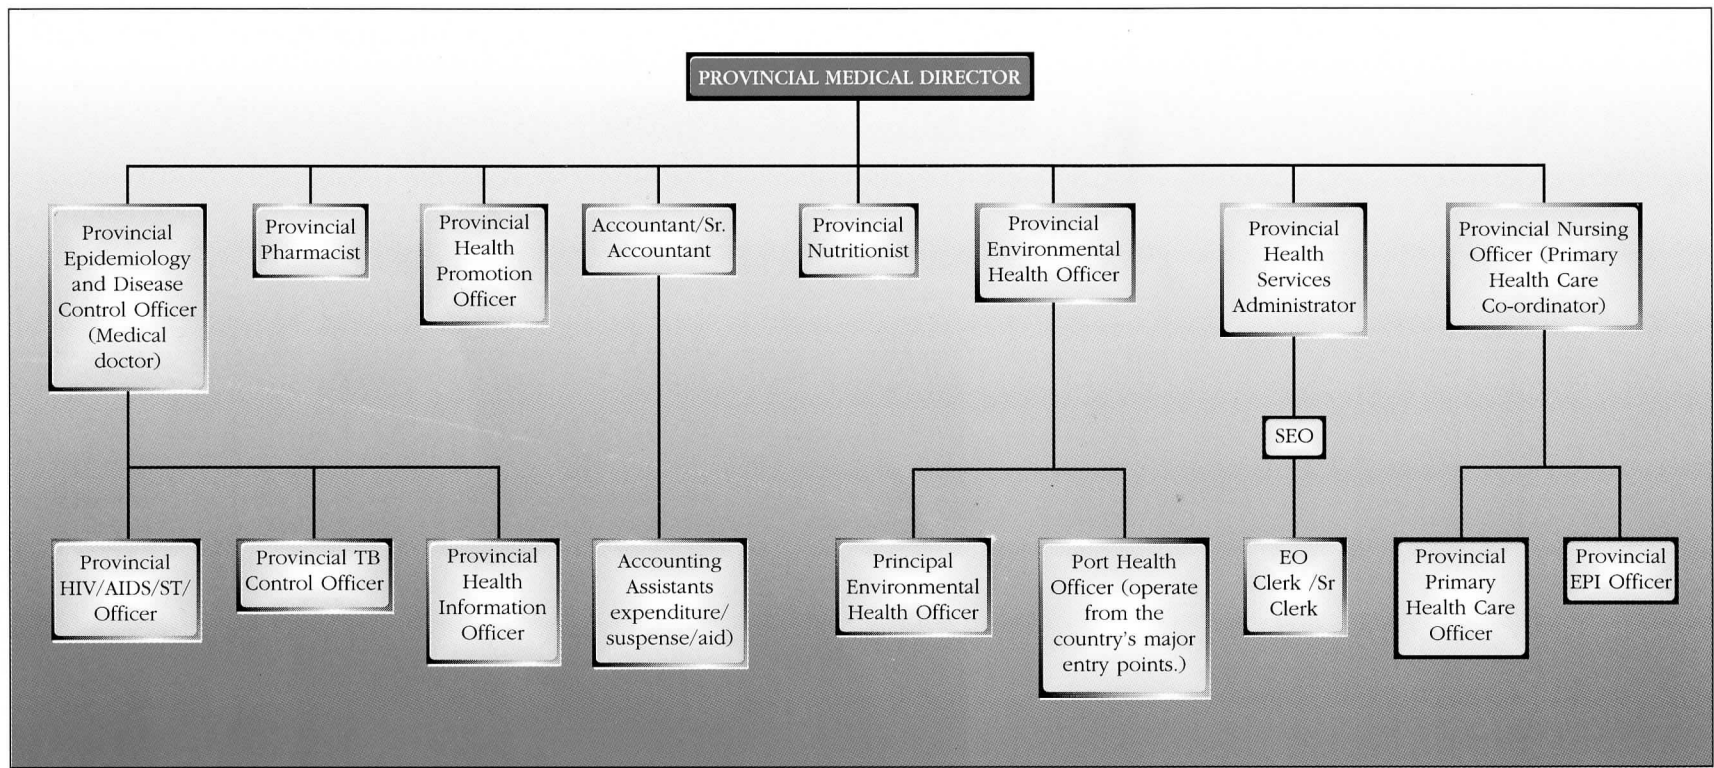 PROVINCIAL MEDICAL DIRECTOR
Provincial
Epidemiology
and Disease
Control Officer
(Medical
doctor)
Provincial
Pharmacist
Provincial
Health
Promotion
Officer
Accountant/Sr.
Accountant
Provincial
Nutritionist
Provincial
Environmental
Health Officer
Provincial
Health
Services
Administrator
Provincial Nursing
Officer (Primary
Health Care
Co-ordinator)
SEO
Provincial
HIV/AIDS/ST/
Officer
Provincial TB
Control Officer
Provincial
Health
Information
Officer
Accounting
Assistants
expenditure/
suspense/aid)
Principal
Environmental
Health Officer
Port Health
Officer (operate
from the
country's major
entry points.)
EO
Clerk /Sr
Clerk
Provincial
Primary
Health Care
Officer
Provincial
EPI Officer